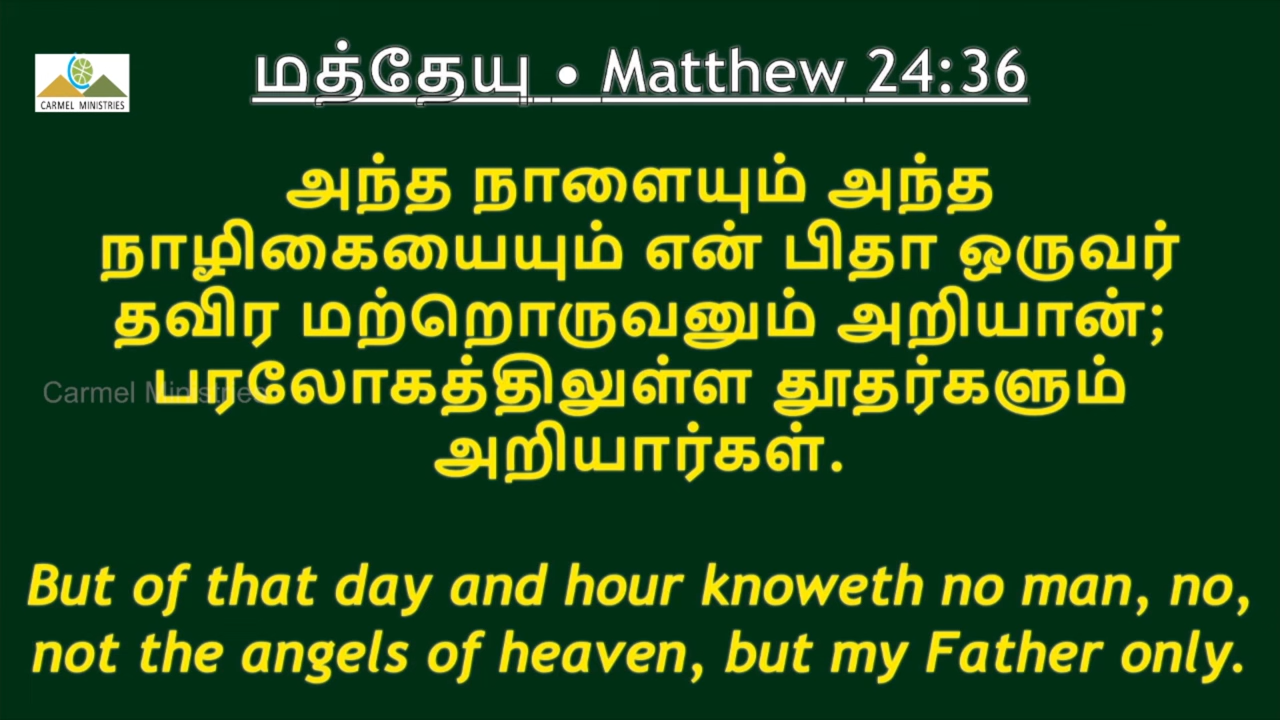 CARMEL MINISTRIES
மத்தேயு • Matthew 24:36
அந்த நாளையும் அந்த
நாழிகையையும் என் பிதா ஒருவர்
தவிர மற்றொருவனும் அறியான்;
பரலோகத்திலுள்ள தூதர்களும்
Carmel Ministries
அறியார்கள்.
But of that day and hour knoweth no man, no,
not the angels of heaven, but my Father only.